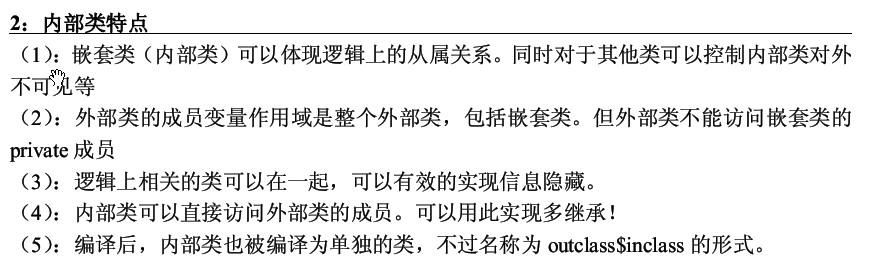 2：内部类特点
（1）：嵌套类（内部类）可以体现逻辑上的从属关系。同时对于其他类可以控制内部类对外
不可见等
（2）：外部类的成员变量作用域是整个外部类，包括嵌套类。但外部类不能访问嵌套类的
private 成员
（3）：逻辑上相关的类可以在一起，可以有效的实现信息隐藏。
（4）：内部类可以直接访问外部类的成员。可以用此实现多继承！
（5）：编译后，内部类也被编译为单独的类，不过名称为 outclass$inclass 的形式。